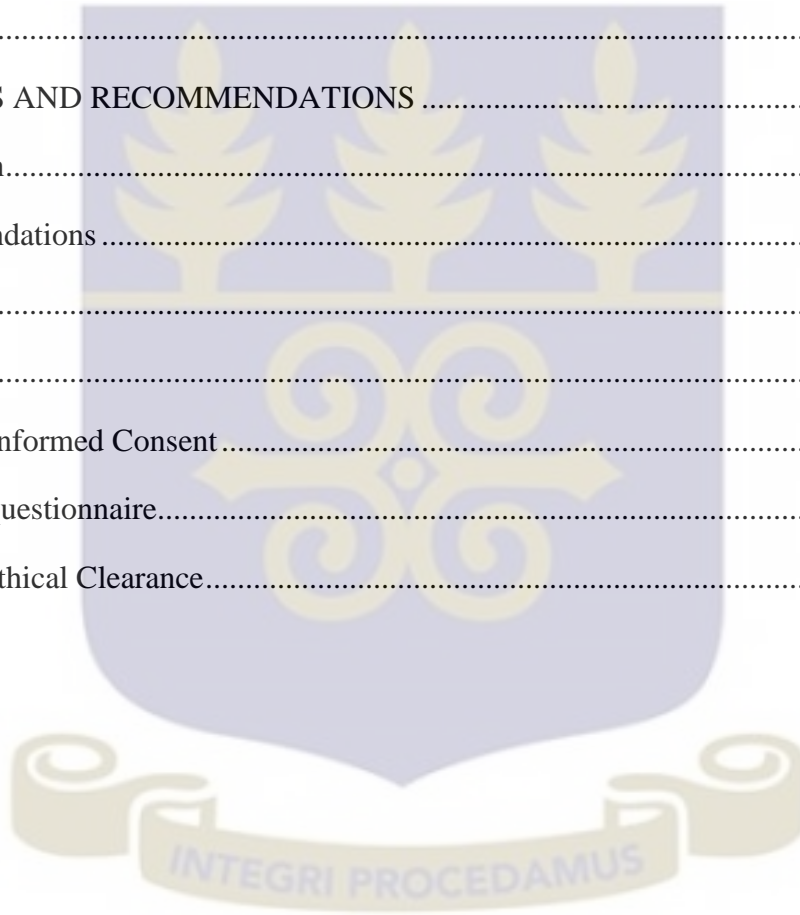 ................................................................................
S AND RECOMMENDATIONS ................................................
n................................................................................
ndations ................................................................................
................................................................................
................................................................................
nformed Consent ................................................................................
uestionnaire................................................................................
thical Clearance................................................................................
INTEGRI PROCEDAMUS